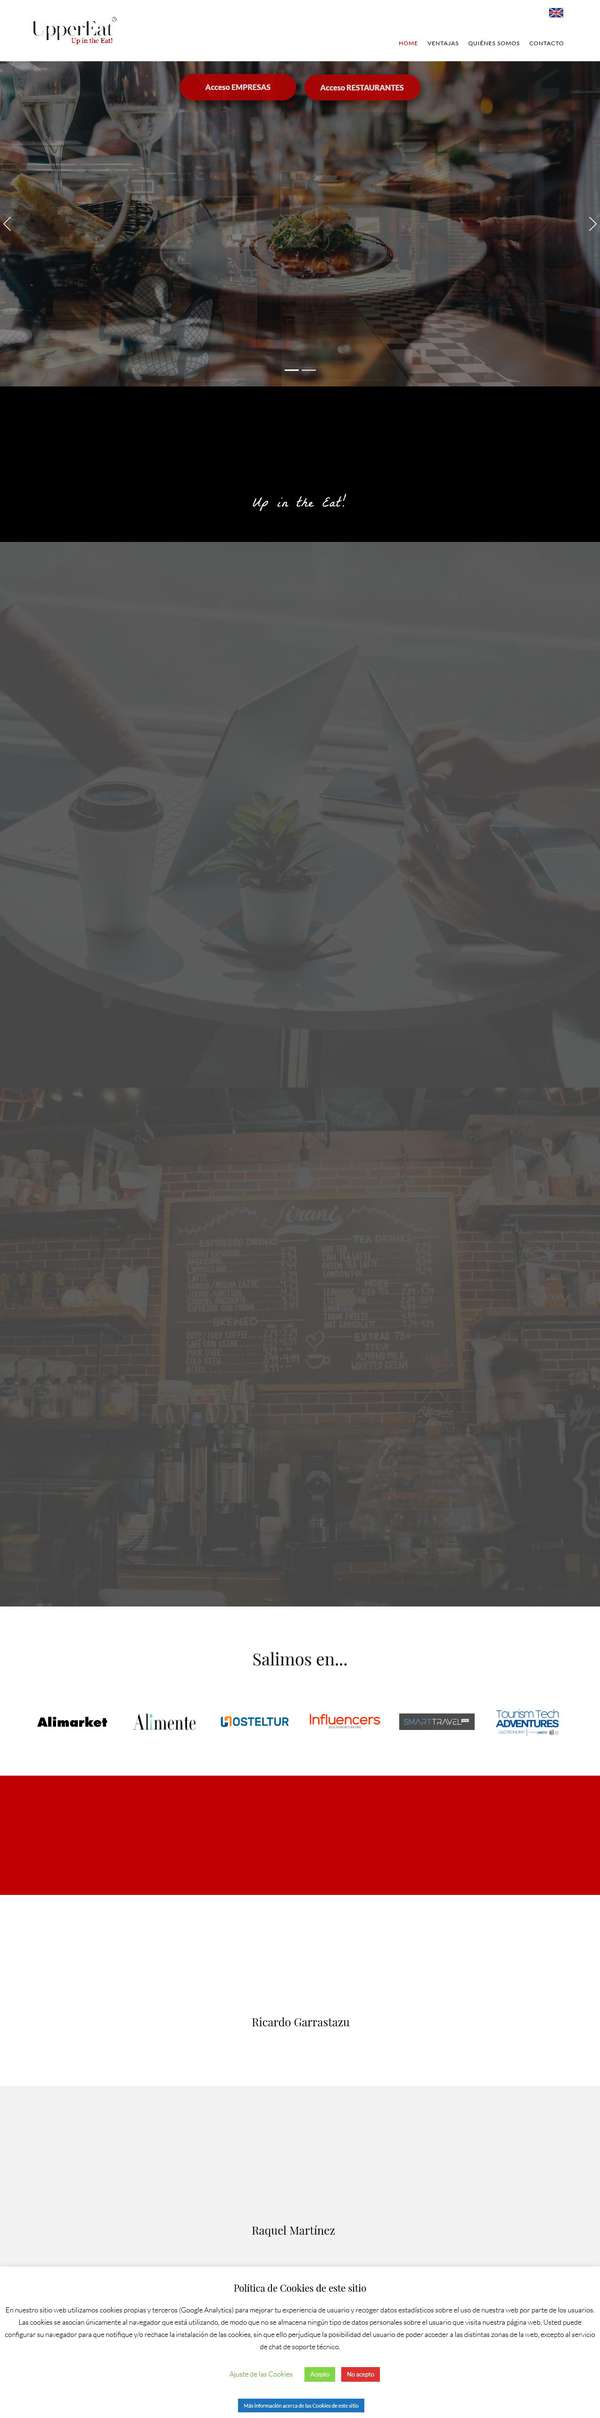 UpperEat®
Up in the Eat!
HOME VENTAJAS QUIÉNES SOMOS CONTACTO
Acceso EMPRESAS Acceso RESTAURANTES
Up in the Eat!
ESPRESSO DRINKS
TEA DRINKS
BREWED
EXTRAS 75¢
Salimos en...
Alimarket Alimente HOSTELTUR Influencers SMARTTRAVEL Tourism Tech
ADVENTURES
Ricardo Garrastazu
Raquel Martínez
Política de Cookies de este sitio
En nuestro sitio web utilizamos cookies propias y terceros (Google Analytics) para mejorar tu experiencia de usuario y recoger datos estadísticos sobre el uso de nuestra web por parte de los usuarios.
Las cookies se asocian únicamente al navegador que está utilizando, de modo que no se almacena ningún tipo de datos personales sobre el usuario que visita nuestra página web. Usted puede
configurar su navegador para que notifique y/o rechace la instalación de las cookies, sin que ello perjudique la posibilidad del usuario de poder acceder a las distintas zonas de la web, excepto al servicio
de chat de soporte técnico.
Ajuste de las Cookies Acepto No acepto
Más información acerca de las Cookies de este sitio